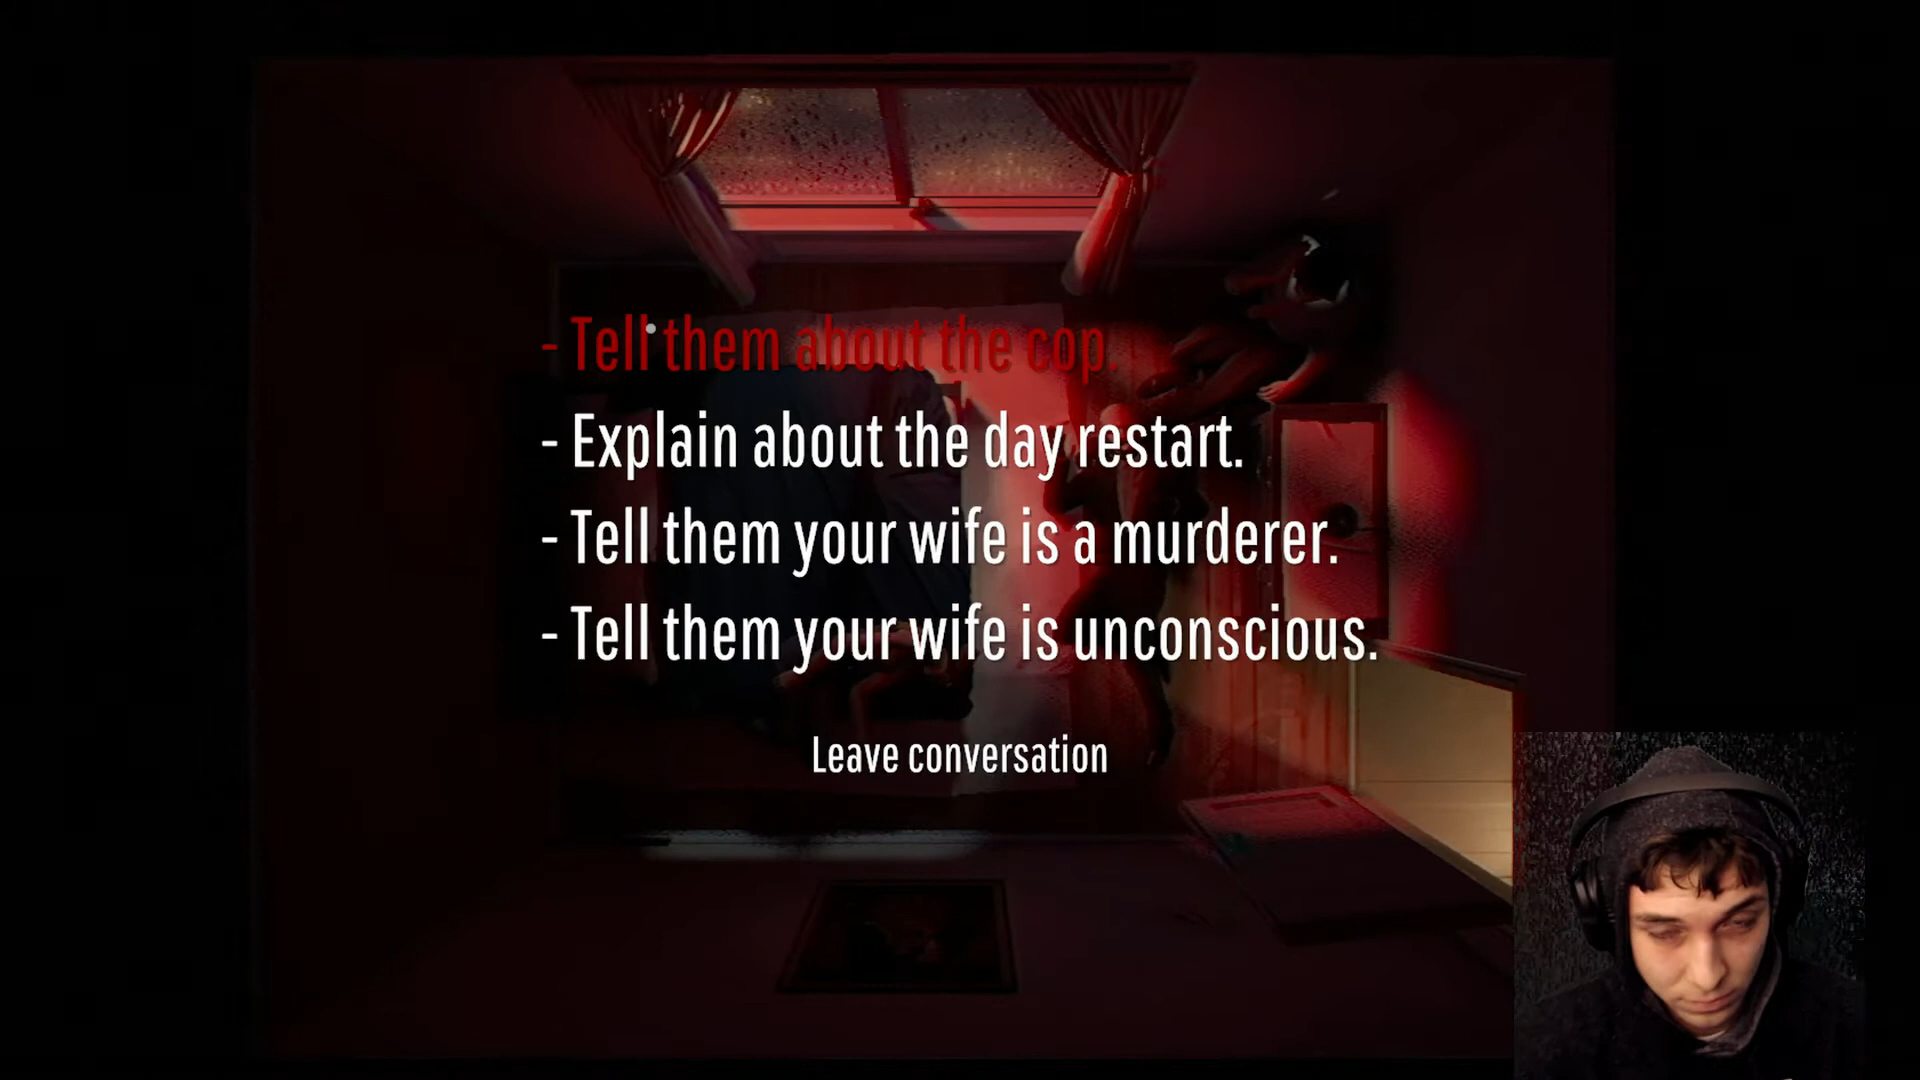 - Tell them about the cop.
- Explain about the day restart.
- Tell them your wife is a murderer.
- Tell them your wife is unconscious.
Leave conversation